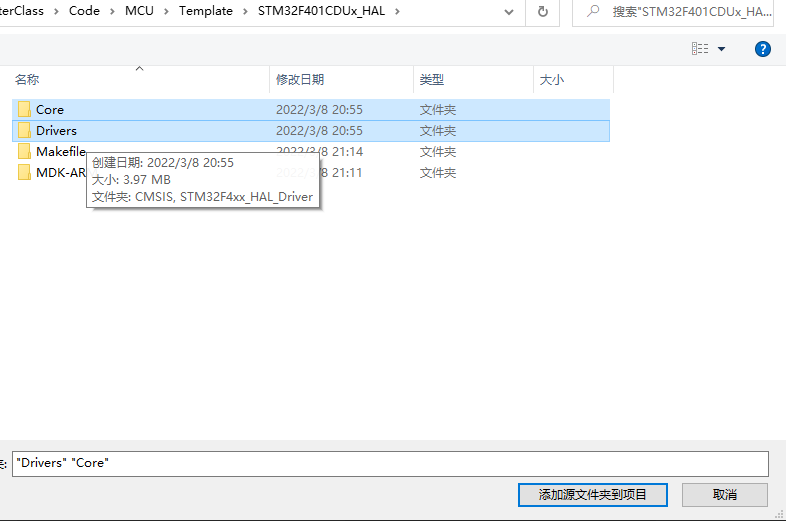 terClass > Code > MCU > Template > STM32F401CDUx_HAL >
搜索"STM32F401CDUx_HA...
名称 修改日期 类型 大小
Core 2022/3/8 20:55 文件夹
Drivers 2022/3/8 20:55 文件夹
Makefile 2022/3/8 21:14 文件夹
MDK-AR 2022/3/8 21:11 文件夹
创建日期: 2022/3/8 20:55
大小: 3.97 MB
文件夹: CMSIS, STM32F4xx_HAL_Driver
"Drivers" "Core"
添加源文件夹到项目 取消